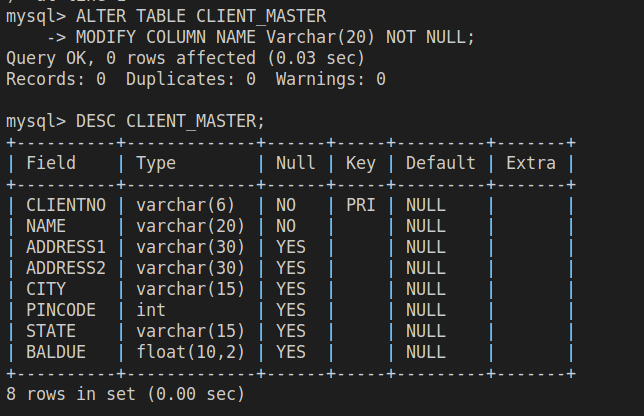 mysql> ALTER TABLE CLIENT_MASTER
    -> MODIFY COLUMN NAME Varchar(20) NOT NULL;
Query OK, 0 rows affected (0.03 sec)
Records: 0  Duplicates: 0  Warnings: 0

mysql> DESC CLIENT_MASTER;
+----------+-------------+------+-----+---------+-------+
| Field    | Type        | Null | Key | Default | Extra |
+----------+-------------+------+-----+---------+-------+
| CLIENTNO | varchar(6)  | NO   | PRI | NULL    |       |
| NAME     | varchar(20) | NO   |     | NULL    |       |
| ADDRESS1 | varchar(30) | YES  |     | NULL    |       |
| ADDRESS2 | varchar(30) | YES  |     | NULL    |       |
| CITY     | varchar(15) | YES  |     | NULL    |       |
| PINCODE  | int         | YES  |     | NULL    |       |
| STATE    | varchar(15) | YES  |     | NULL    |       |
| BALDUE   | float(10,2) | YES  |     | NULL    |       |
+----------+-------------+------+-----+---------+-------+
8 rows in set (0.00 sec)